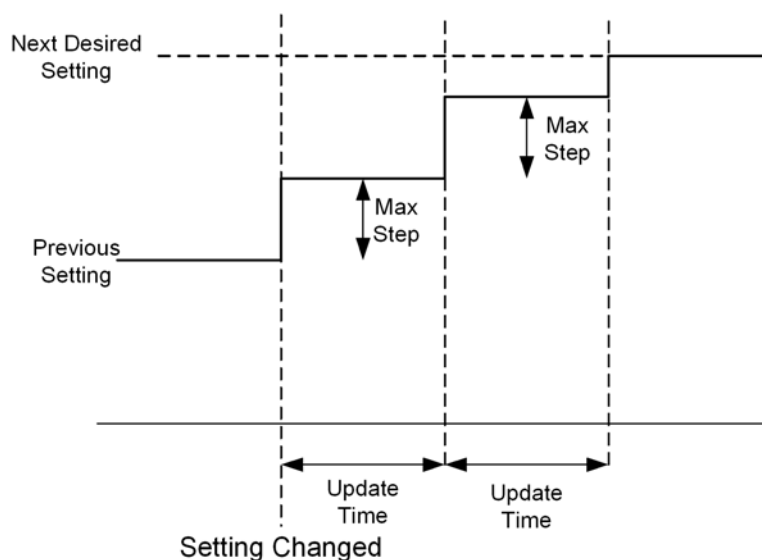 Next Desired
Setting
Max
Step
Max
Step
Previous
Setting
Update
Time
Update
Time
Setting Changed